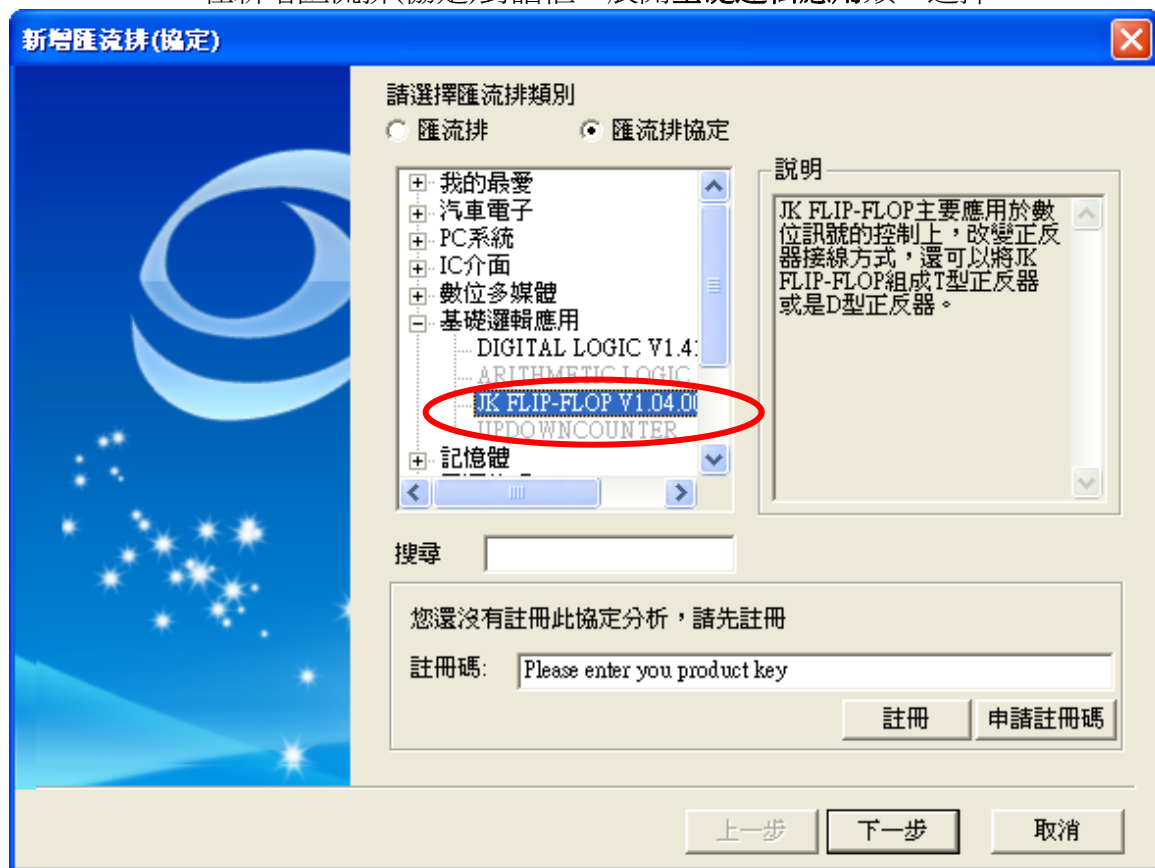 新增匯流排(協定)
請選擇匯流排類別
匯流排
匯流排協定
我的最愛
汽車電子
PC系統
IC介面
數位多媒體
基礎邏輯應用
DIGITAL LOGIC V1.4
ARITHMETIC LOGIC
JK FLIP-FLOP V1.04.0
UPDOWNCOUNTER
記憶體
說明
JK FLIP-FLOP主要應用於數
位訊號的控制上，改變正反
器接線方式，還可以將JK
FLIP-FLOP組成T型正反器
或是D型正反器。
搜尋
您還沒有註冊此協定分析，請先註冊
註冊碼:
Please enter you product key
註冊
申請註冊碼
上一步
下一步
取消